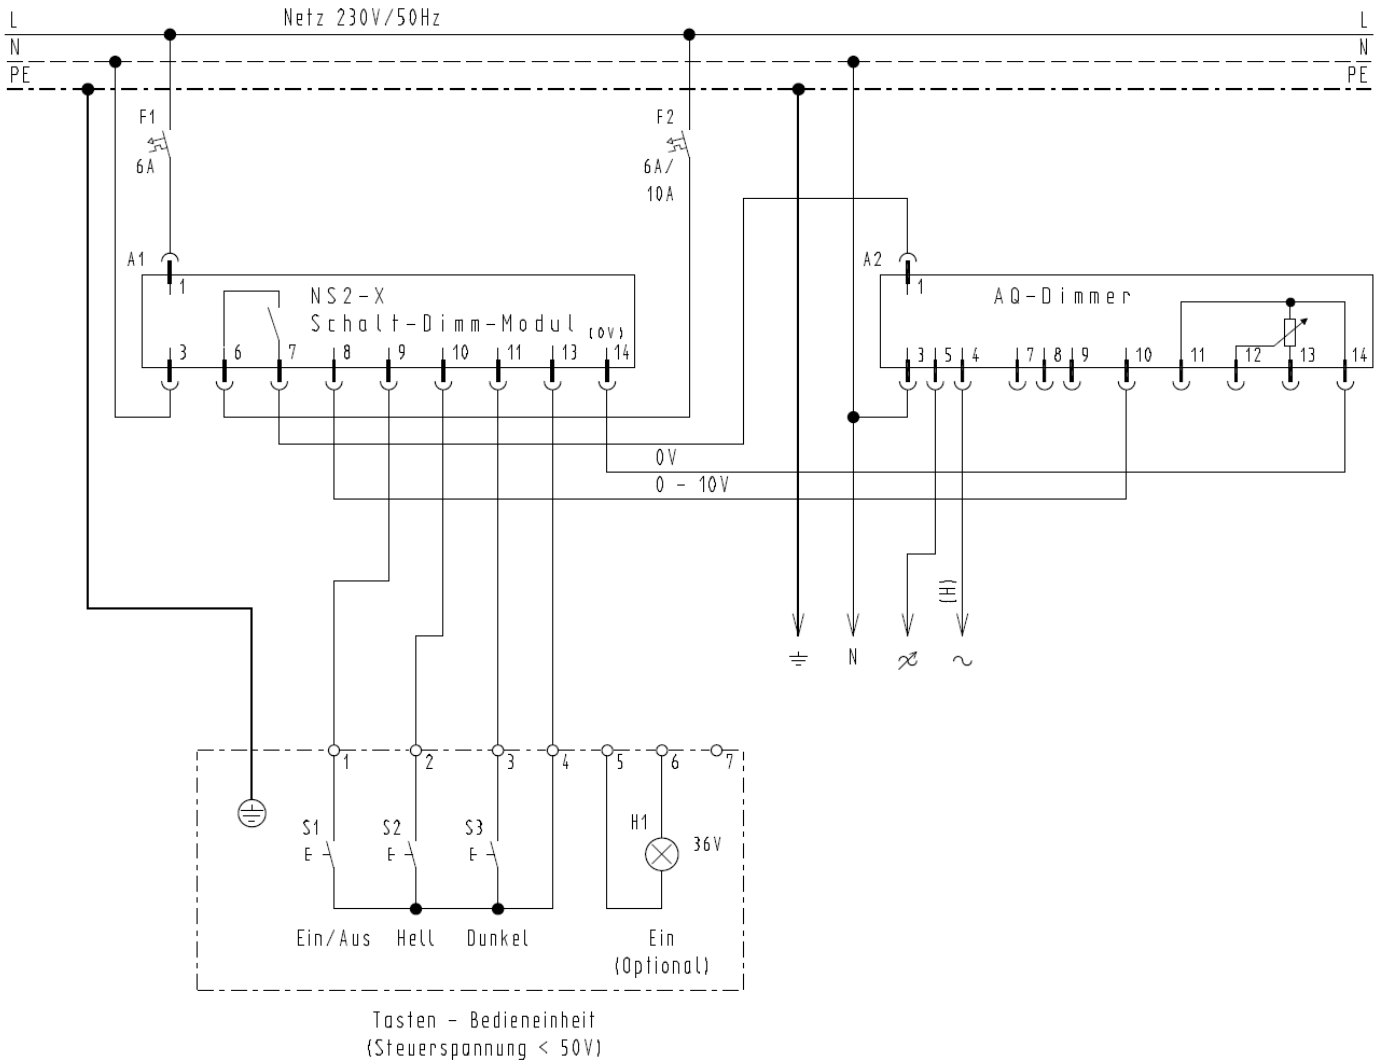 Netz 230V/50Hz
L L
N N
PE PE
F1 F2
6A 6A/
10A
A1 A2
1 1
NS2-X AQ-Dimmer
Schalt-Dimm-Modul (0V)
3 6 7 8 9 10 11 13 14 3 5 4 7 8 9 10 11 12 13 14
0V
0 - 10V
(H)
N
1 2 3 4 5 6 7
S1 S2 S3 H1
36V
Ein/Aus Hell Dunkel Ein
(Optional)
Tasten - Bedieneinheit
(Steuerspannung < 50V)